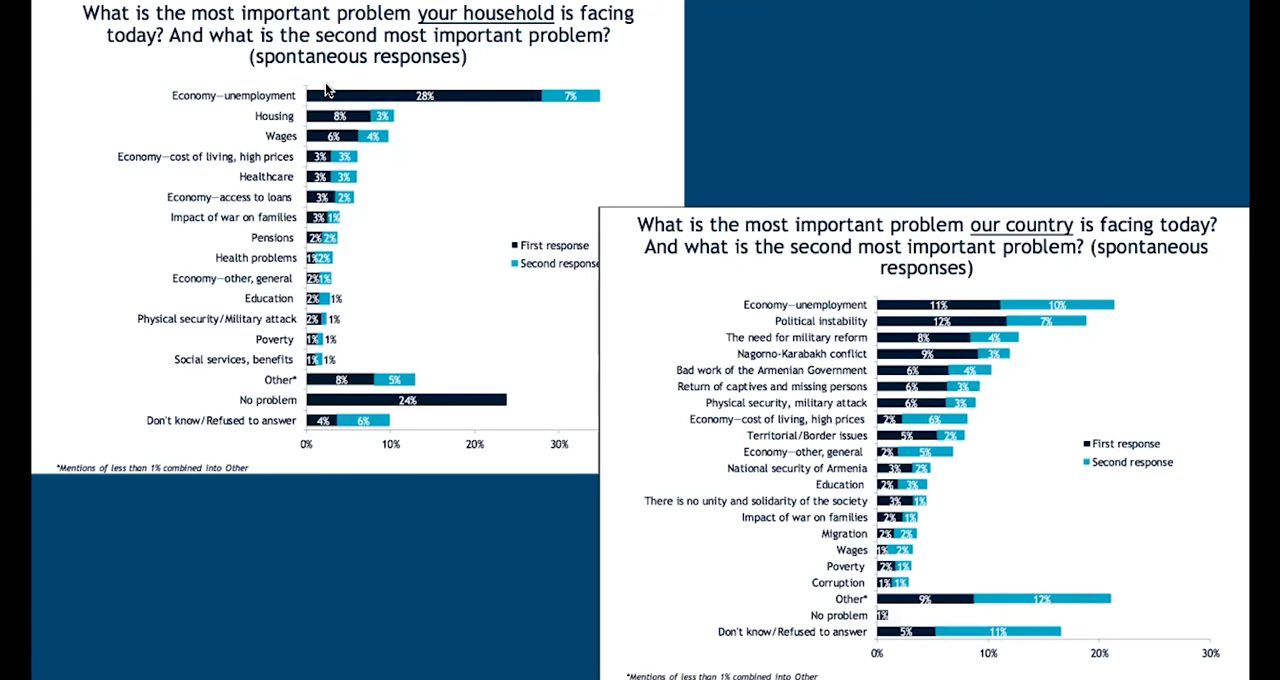 What is the most important problem your household is facing
today? And what is the second most important problem?
(spontaneous responses)
Economy—unemployment 28% 7%
Housing 8% 3%
Wages 6% 4%
Economy—cost of living, high prices 3% 3%
Healthcare 3% 3%
Economy—access to loans 3% 2%
Impact of war on families 3% 1%
Pensions 2% 2%
Health problems 1% 2%
Economy—other, general 2% 1%
Education 2% 1%
Physical security/Military attack 2% 1%
Poverty 1% 1%
Social services, benefits 1% 1%
Other* 8% 5%
No problem 24%
Don't know/Refused to answer 4% 6%
0% 10% 20% 30%
First response
Second response
*Mentions of less than 1% combined into Other
What is the most important problem our country is facing today?
And what is the second most important problem? (spontaneous
responses)
Economy—unemployment 11% 10%
Political instability 12% 7%
The need for military reform 8% 4%
Nagorno-Karabakh conflict 9% 3%
Bad work of the Armenian Government 6% 4%
Return of captives and missing persons 6% 3%
Physical security, military attack 6% 3%
Economy—cost of living, high prices 2% 6%
Territorial/Border issues 5% 2%
Economy—other, general 2% 5%
National security of Armenia 3% 2%
Education 2% 3%
There is no unity and solidarity of the society 3% 1%
Impact of war on families 2% 1%
Migration 2% 2%
Wages 1% 2%
Poverty 2% 1%
Corruption 1% 1%
Other* 9% 12%
No problem 1%
Don't know/Refused to answer 5% 11%
0% 10% 20% 30%
First response
Second response
*Mentions of less than 1% combined into Other